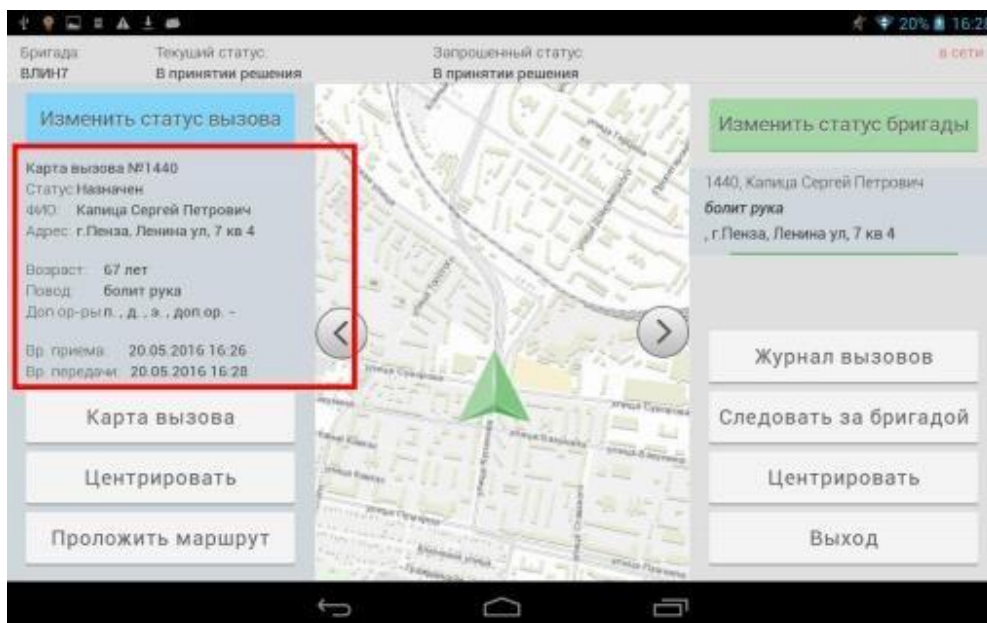 20% 16:28
Бригада Текущий статус: Запрошенный статус: в сети
ВЛИН7 В принятии решения В принятии решения
Изменить статус вызова
Карта вызова №1440
Статус: Назначен
ФИО: Капица Сергей Петрович
Адрес: г.Пенза, Ленина ул, 7 кв 4
Возраст: 67 лет
Повод: болит рука
Доп ор-ры: п. , д. , э. , доп ор. -
Вр. приема: 20.05.2016 16:26
Вр. передачи: 20.05.2016 16:28
Карта вызова
Центрировать
Проложить маршрут
Изменить статус бригады
1440, Капица Сергей Петрович
болит рука
, г.Пенза, Ленина ул, 7 кв 4
Журнал вызовов
Следовать за бригадой
Центрировать
Выход